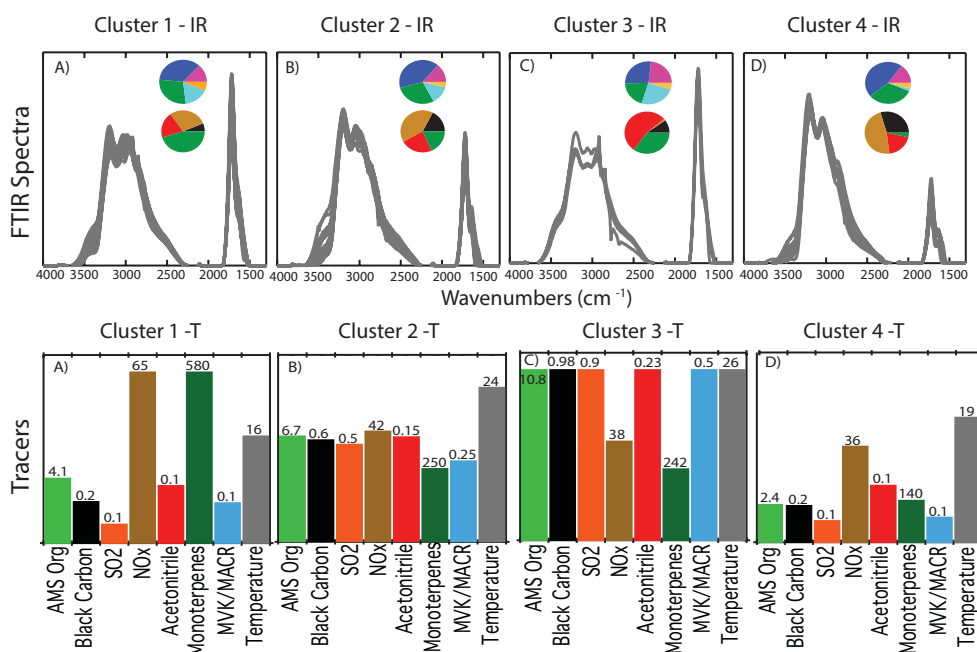 Cluster 1 - IR
Cluster 2 - IR
Cluster 3 - IR
Cluster 4 - IR
FTIR Spectra
A)
B)
C)
D)
4000 3500 3000 2500 2000 1500
4000 3500 3000 2500 2000 1500
4000 3500 3000 2500 2000 1500
4000 3500 3000 2500 2000 1500
Wavenumbers (cm -1)
Cluster 1 -T
Cluster 2 -T
Cluster 3 -T
Cluster 4 -T
Tracers
A)
4.1 0.2 0.1 65 0.1 580 0.1 16
B)
6.7 0.6 0.5 42 0.15 250 0.25 24
C)
10.8 0.98 0.9 38 0.23 242 0.5 26
D)
2.4 0.2 0.1 36 0.1 140 0.1 19
AMS Org
Black Carbon
SO2
NOx
Acetonitrile
Monoterpenes
MVK/MACR
Temperature
AMS Org
Black Carbon
SO2
NOx
Acetonitrile
Monoterpenes
MVK/MACR
Temperature
AMS Org
Black Carbon
SO2
NOx
Acetonitrile
Monoterpenes
MVK/MACR
Temperature
AMS Org
Black Carbon
SO2
NOx
Acetonitrile
Monoterpenes
MVK/MACR
Temperature